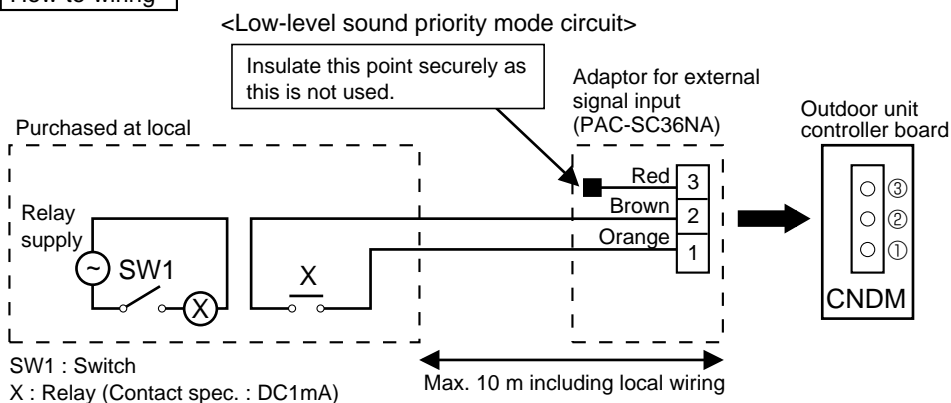 How to wiring
<Low-level sound priority mode circuit>
Insulate this point securely as
this is not used.
Adaptor for external
signal input
(PAC-SC36NA)
Outdoor unit
controller board
Purchased at local
Relay
supply
~
SW1
X
X
Red
Brown
Orange
3
2
1
③
②
①
CNDM
SW1 : Switch
X : Relay (Contact spec. : DC1mA)
Max. 10 m including local wiring